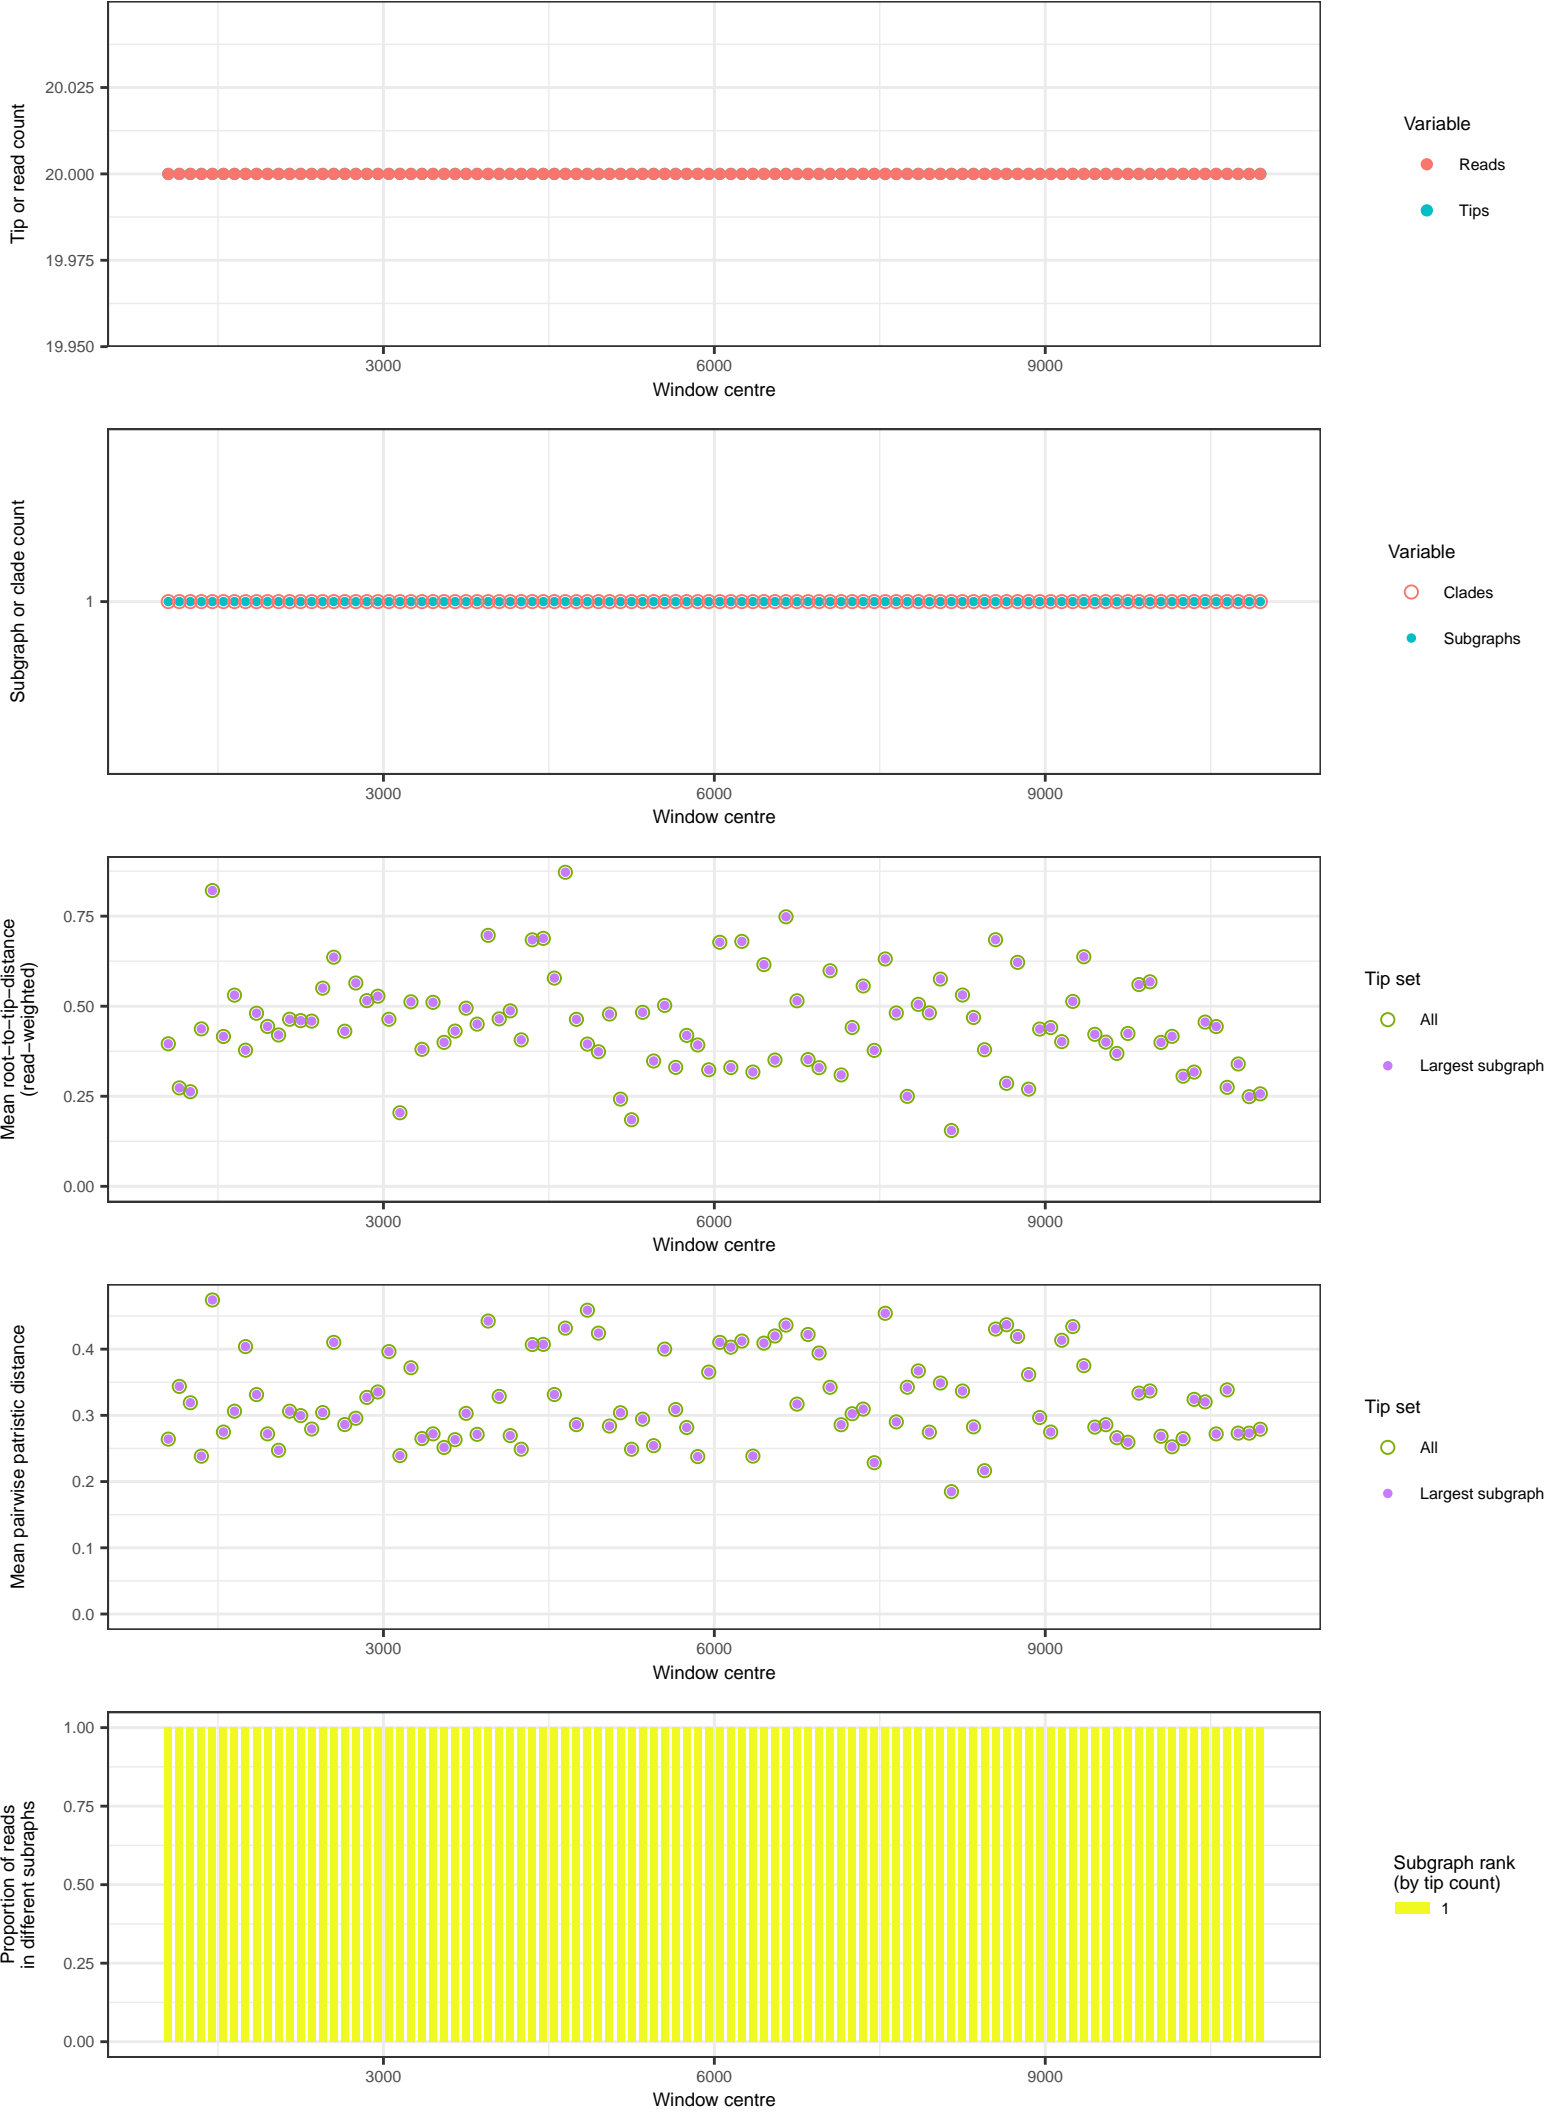 Tip or read count
20.025
20.000
19.975
19.950
3000
6000
9000
Window centre
Variable
Reads
Tips
Subgraph or clade count
1
3000
6000
9000
Window centre
Variable
Clades
Subgraphs
Mean root−to−tip−distance
(read−weighted)
0.75
0.50
0.25
0.00
3000
6000
9000
Window centre
Tip set
All
Largest subgraph
Mean pairwise patristic distance
0.4
0.3
0.2
0.1
0.0
3000
6000
9000
Window centre
Tip set
All
Largest subgraph
Proportion of reads
in different subraphs
1.00
0.75
0.50
0.25
0.00
3000
6000
9000
Window centre
Subgraph rank
(by tip count)
1